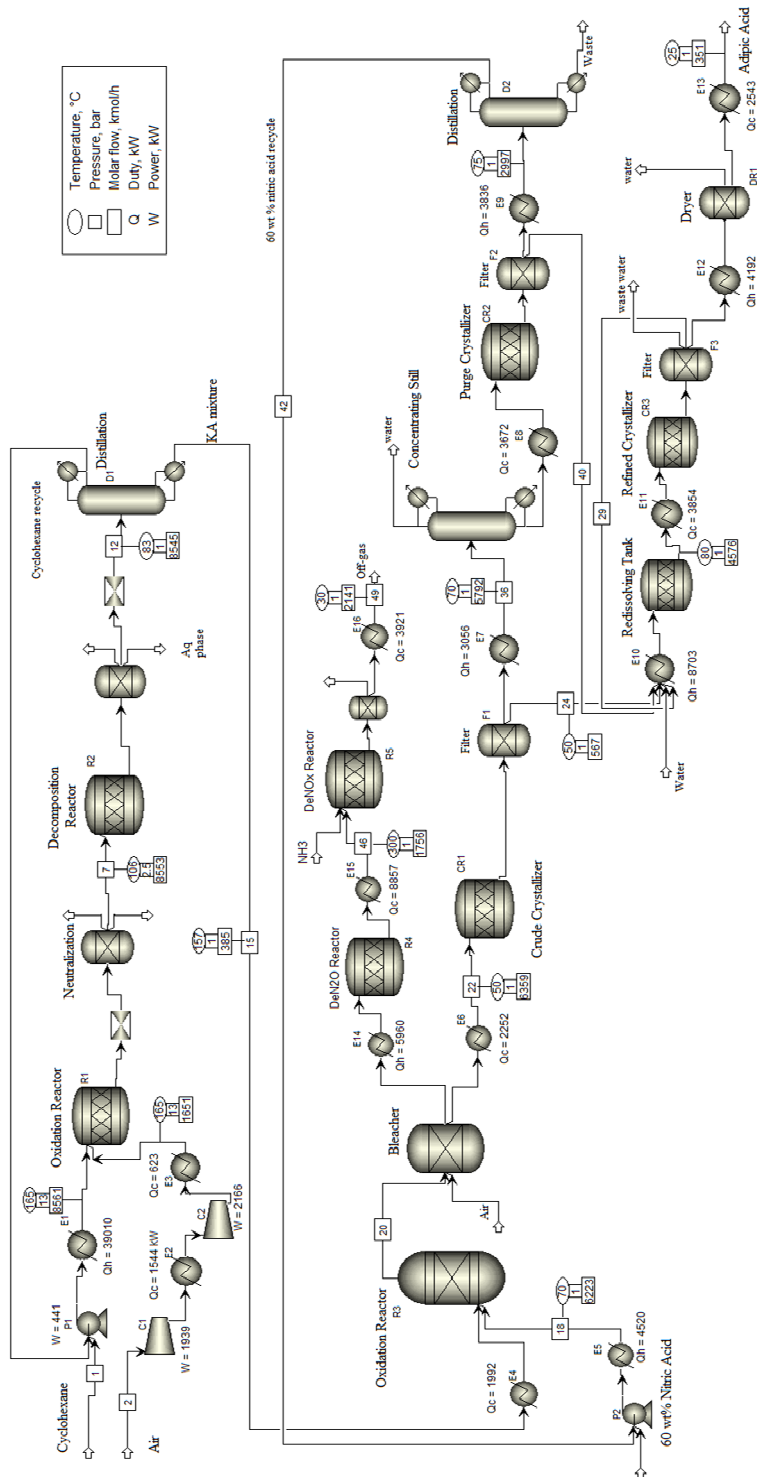 Temperature, °C
Pressure, bar
Molar flow, kmol/h
Q Duty, kW
W Power, kW
Cyclohexane
1
Air
2
W = 441
P1
C1
W = 1939
E1
Qh = 39010
165
13
8561
E2
Qc = 1544 kW
C2
W = 2166
E3
Qc = 623
165
13
1651
Oxidation Reactor
R1
Neutralization
7
106
2.5
8553
Decomposition
Reactor
R2
Aq
phase
12
83
1
8545
Cyclohexane recycle
Distillation
D1
KA mixture
157
1
385
15
60 wt% Nitric Acid
P2
E5
Qh = 4520
18
70
1
6223
E4
Qc = 1992
Oxidation Reactor
R3
20
Air
Bleacher
E14
Qh = 5960
DeN2O Reactor
R4
E15
Qc = 8857
46
300
1
1756
NH3
DeNOx Reactor
R5
E16
Qc = 3921
30
1
2141
49
Off-gas
E6
Qc = 2252
22
50
1
6359
CR1
Crude Crystallizer
Filter
F1
24
50
1
567
E7
Qh = 3056
70
1
5792
36
water
Concentrating Still
E8
Qc = 3672
Purge Crystallizer
CR2
Filter
F2
40
E9
Qh = 3836
75
1
2997
Distillation
D2
Waste
42
60 wt % nitric acid recycle
Water
E10
Qh = 8703
Redissolving Tank
80
1
4576
E11
Qc = 3854
Refined Crystallizer
CR3
29
Filter
F3
waste water
E12
Qh = 4192
Dryer
DR1
water
E13
Qc = 2543
25
1
351
Adipic Acid